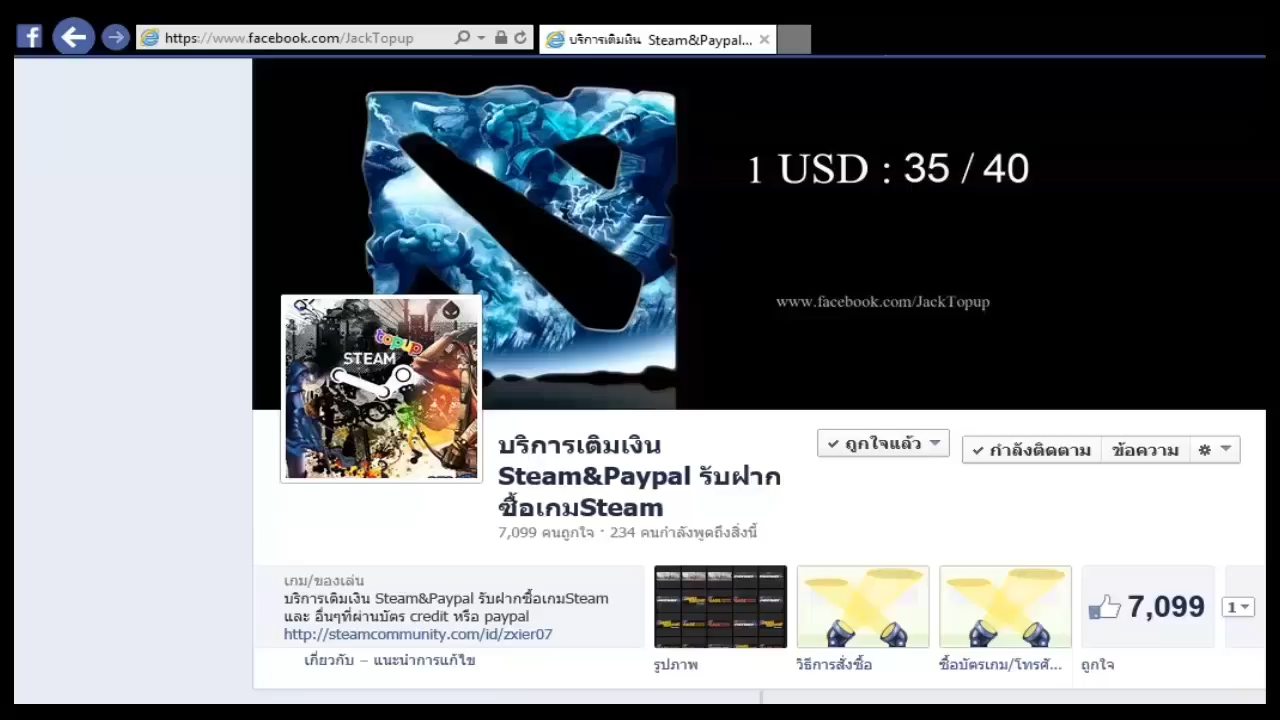 https://www.facebook.com/JackTopup
บริการเติมเงิน Steam&Paypal...
1 USD : 35 / 40
www.facebook.com/JackTopup
topup
STEAM
บริการเติมเงิน
Steam&Paypal รับฝาก
ซื้อเกมSteam
7,099 คนถูกใจ · 234 คนกำลังพูดถึงสิ่งนี้
ถูกใจแล้ว
กำลังติดตาม
ข้อความ
เกม/ของเล่น
บริการเติมเงิน Steam&Paypal รับฝากซื้อเกมSteam
และ อื่นๆที่ผ่านบัตร credit หรือ paypal
http://steamcommunity.com/id/zxier07
เกี่ยวกับ – แนะนำการแก้ไข
รูปภาพ
วิธีการสั่งซื้อ
ซื้อบัตรเกม/โทรศั...
7,099
ถูกใจ
1